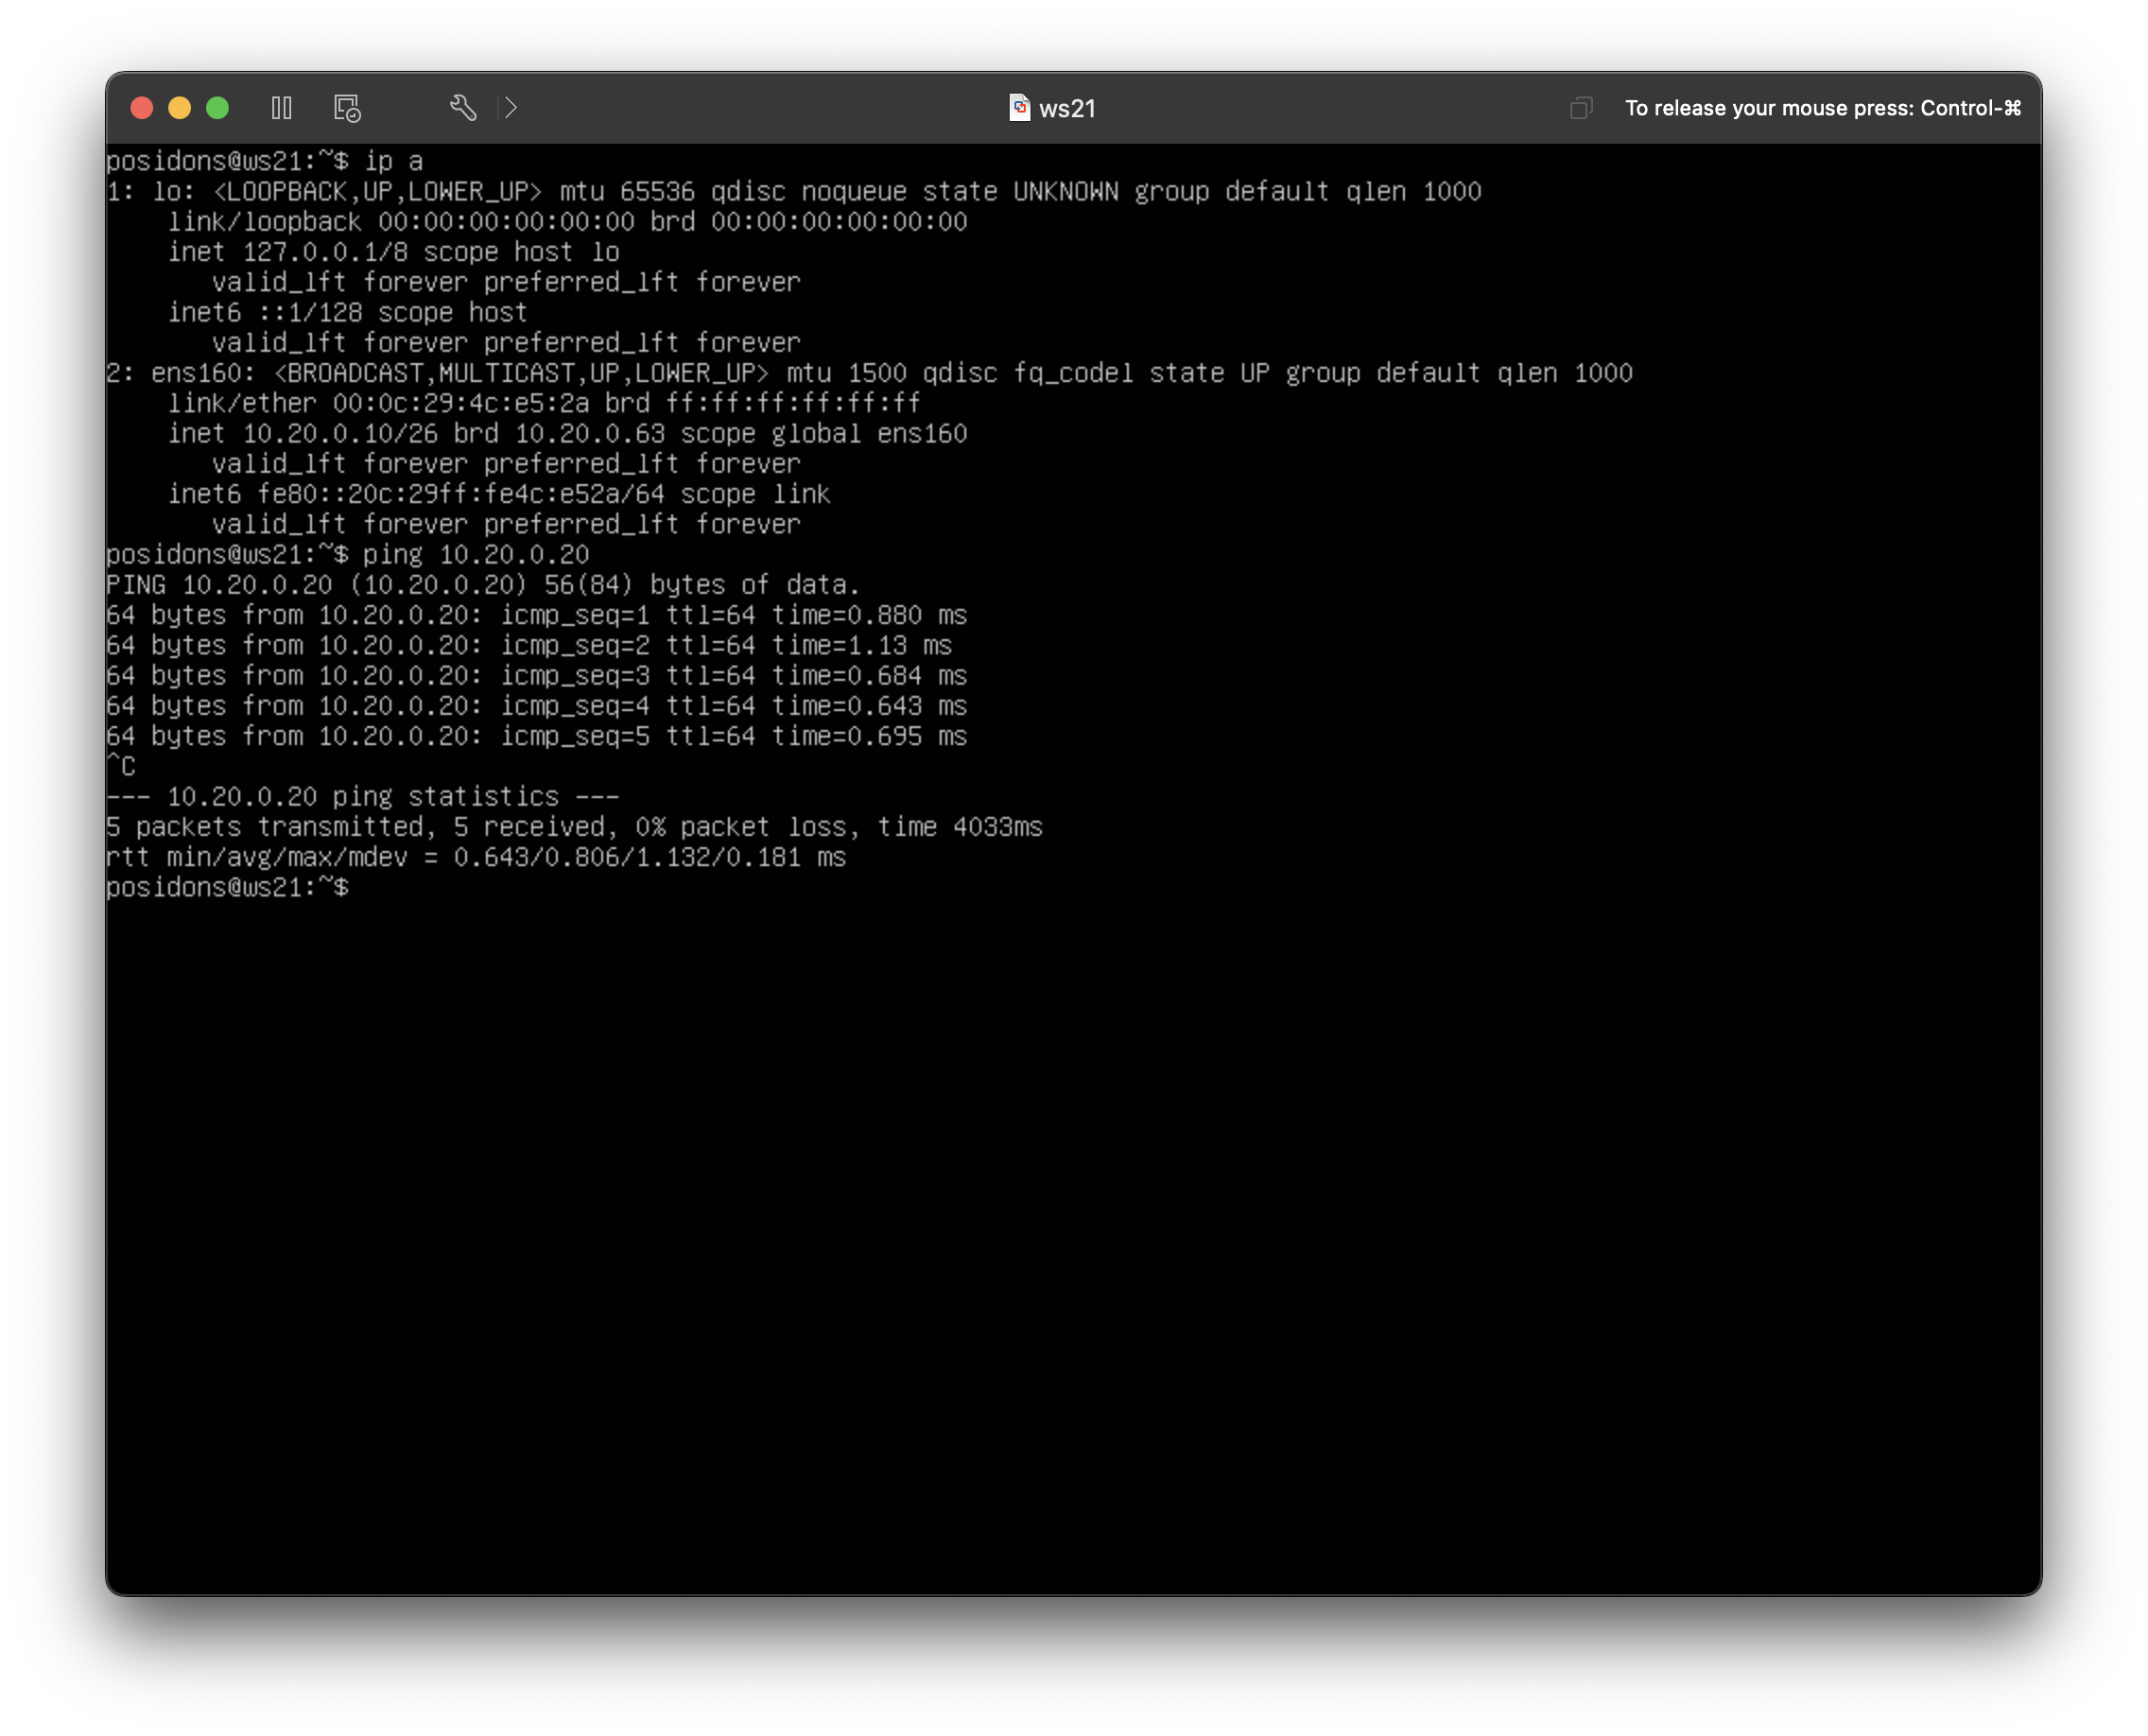 ws21
To release your mouse press: Control-⌘
posidons@ws21:~$ ip a
1: lo: <LOOPBACK,UP,LOWER_UP> mtu 65536 qdisc noqueue state UNKNOWN group default qlen 1000
    link/loopback 00:00:00:00:00:00 brd 00:00:00:00:00:00
    inet 127.0.0.1/8 scope host lo
       valid_lft forever preferred_lft forever
    inet6 ::1/128 scope host
       valid_lft forever preferred_lft forever
2: ens160: <BROADCAST,MULTICAST,UP,LOWER_UP> mtu 1500 qdisc fq_codel state UP group default qlen 1000
    link/ether 00:0c:29:4c:e5:2a brd ff:ff:ff:ff:ff:ff
    inet 10.20.0.10/26 brd 10.20.0.63 scope global ens160
       valid_lft forever preferred_lft forever
    inet6 fe80::20c:29ff:fe4c:e52a/64 scope link
       valid_lft forever preferred_lft forever
posidons@ws21:~$ ping 10.20.0.20
PING 10.20.0.20 (10.20.0.20) 56(84) bytes of data.
64 bytes from 10.20.0.20: icmp_seq=1 ttl=64 time=0.880 ms
64 bytes from 10.20.0.20: icmp_seq=2 ttl=64 time=1.13 ms
64 bytes from 10.20.0.20: icmp_seq=3 ttl=64 time=0.684 ms
64 bytes from 10.20.0.20: icmp_seq=4 ttl=64 time=0.643 ms
64 bytes from 10.20.0.20: icmp_seq=5 ttl=64 time=0.695 ms
^C
--- 10.20.0.20 ping statistics ---
5 packets transmitted, 5 received, 0% packet loss, time 4033ms
rtt min/avg/max/mdev = 0.643/0.806/1.132/0.181 ms
posidons@ws21:~$